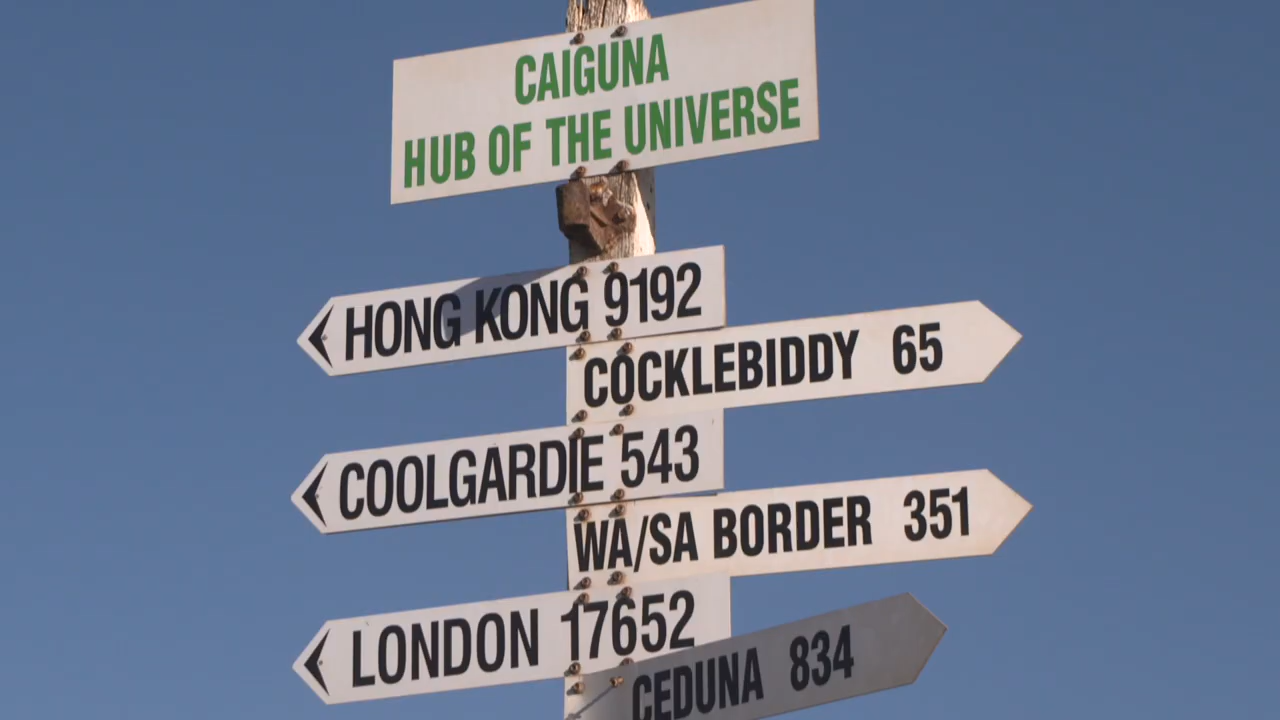 CAIGUNA
HUB OF THE UNIVERSE
HONG KONG 9192
COCKLEBIDDY 65
COOLGARDIE 543
WA/SA BORDER 351
LONDON 17652
CEDUNA 834